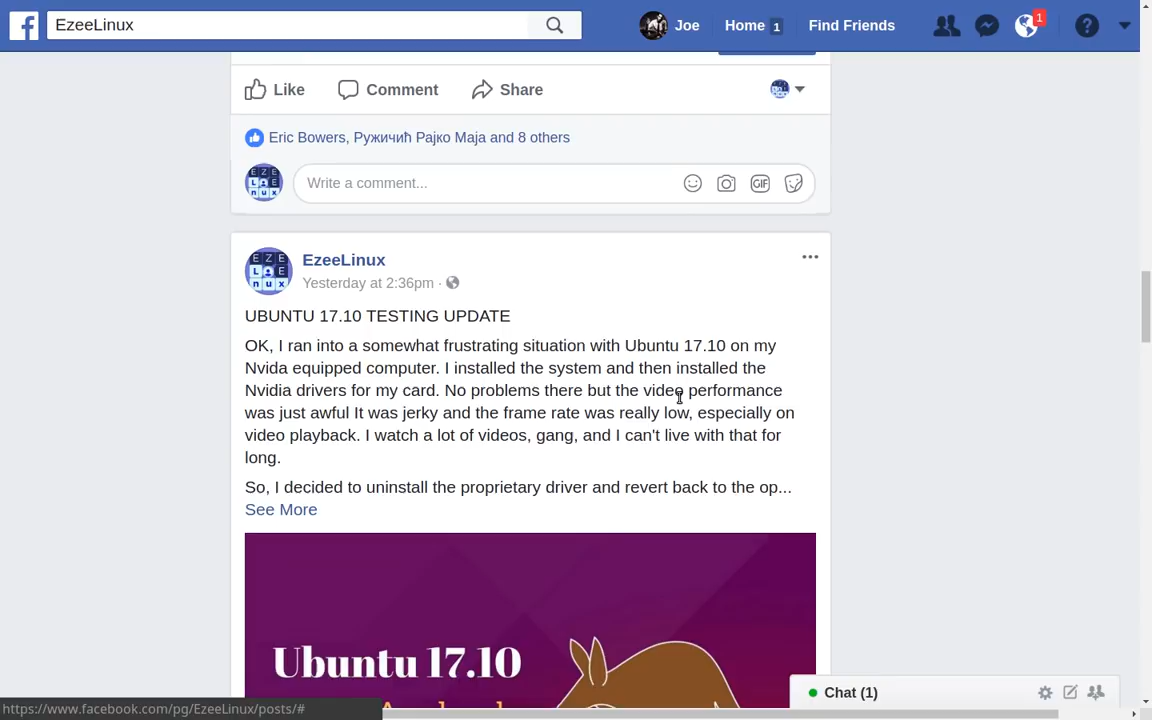 EzeeLinux
Joe
Home 1
Find Friends
1
Like
Comment
Share
Eric Bowers, Ружичић Рајко Маја and 8 others
Write a comment...
GIF
EzeeLinux
Yesterday at 2:36pm ·
UBUNTU 17.10 TESTING UPDATE
OK, I ran into a somewhat frustrating situation with Ubuntu 17.10 on my
Nvida equipped computer. I installed the system and then installed the
Nvidia drivers for my card. No problems there but the video performance
was just awful It was jerky and the frame rate was really low, especially on
video playback. I watch a lot of videos, gang, and I can't live with that for
long.
So, I decided to uninstall the proprietary driver and revert back to the op...
See More
Ubuntu 17.10
Chat (1)
https://www.facebook.com/pg/EzeeLinux/posts/#